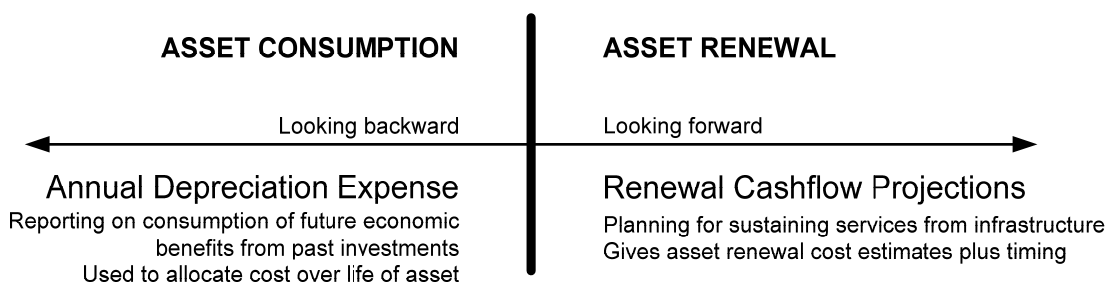 ASSET CONSUMPTION
Looking backward
Annual Depreciation Expense
Reporting on consumption of future economic
benefits from past investments
Used to allocate cost over life of asset
ASSET RENEWAL
Looking forward
Renewal Cashflow Projections
Planning for sustaining services from infrastructure
Gives asset renewal cost estimates plus timing